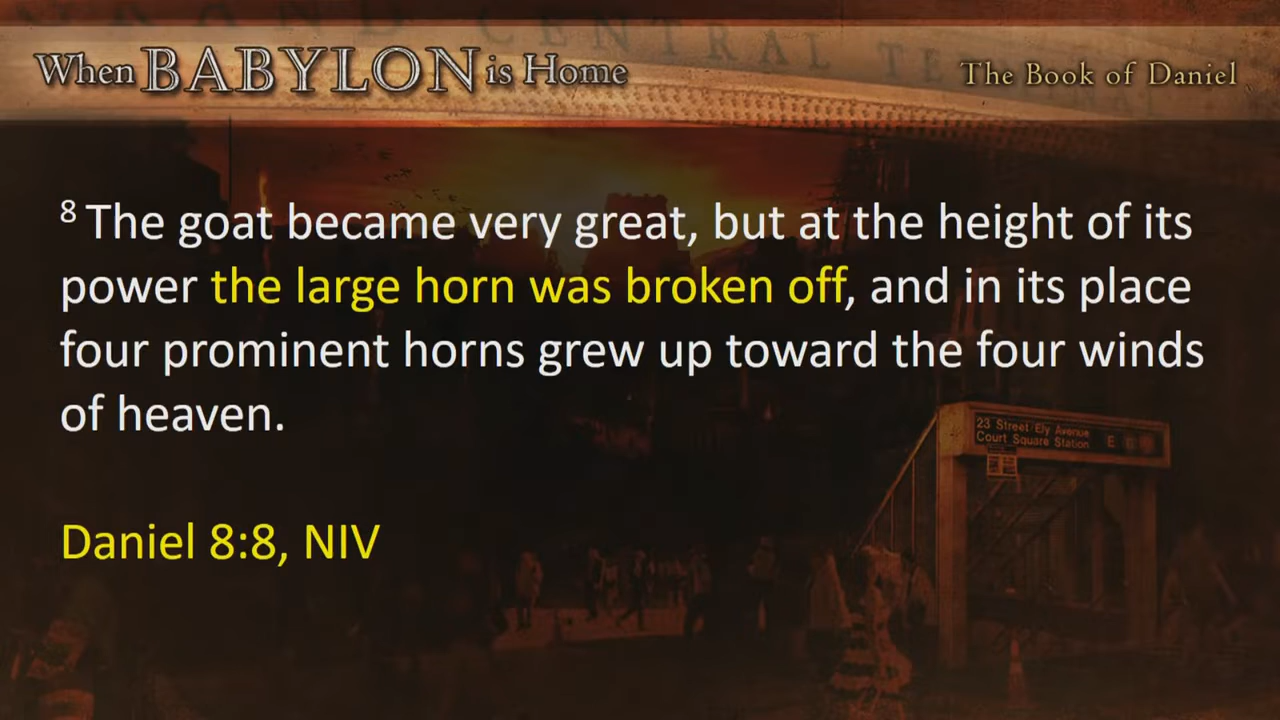 When BABYLON is Home
The Book of Daniel
CENTRAL TE
8 The goat became very great, but at the height of its
power the large horn was broken off, and in its place
four prominent horns grew up toward the four winds
of heaven.
23 Street Ely Avenue
Court Square Station
E
Daniel 8:8, NIV